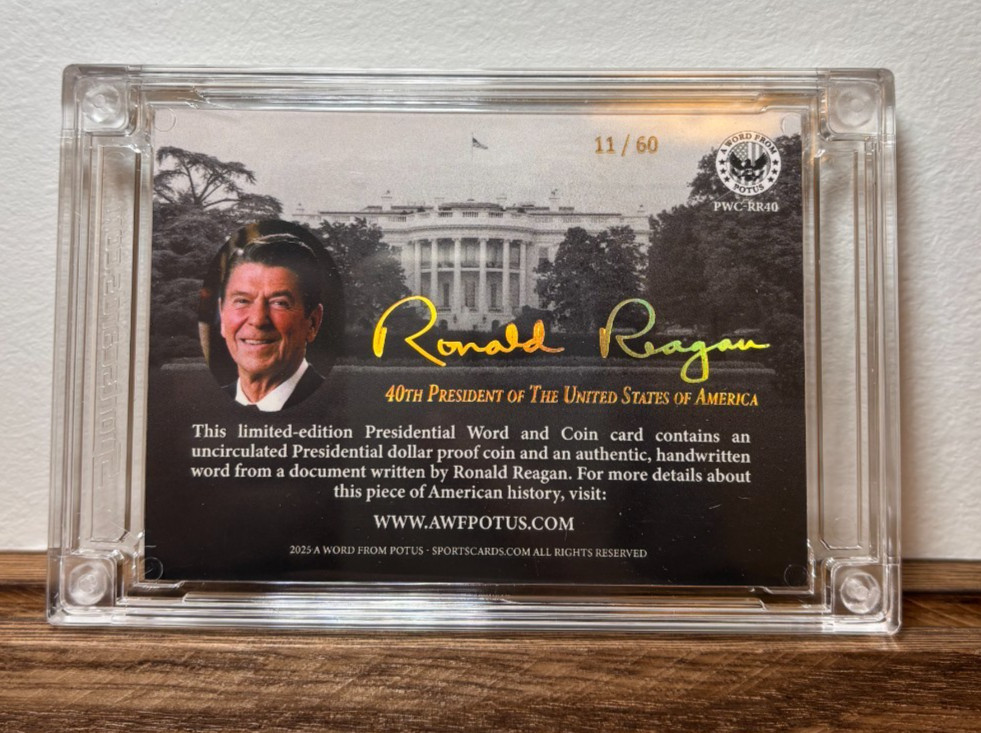 11 / 60
A WORD FROM
POTUS
PWC-RR40
Ronald Reagan
40TH PRESIDENT OF THE UNITED STATES OF AMERICA
This limited-edition Presidential Word and Coin card contains an
uncirculated Presidential dollar proof coin and an authentic, handwritten
word from a document written by Ronald Reagan. For more details about
this piece of American history, visit:
WWW.AWFPOTUS.COM
2025 A WORD FROM POTUS · SPORTSCARDS.COM ALL RIGHTS RESERVED